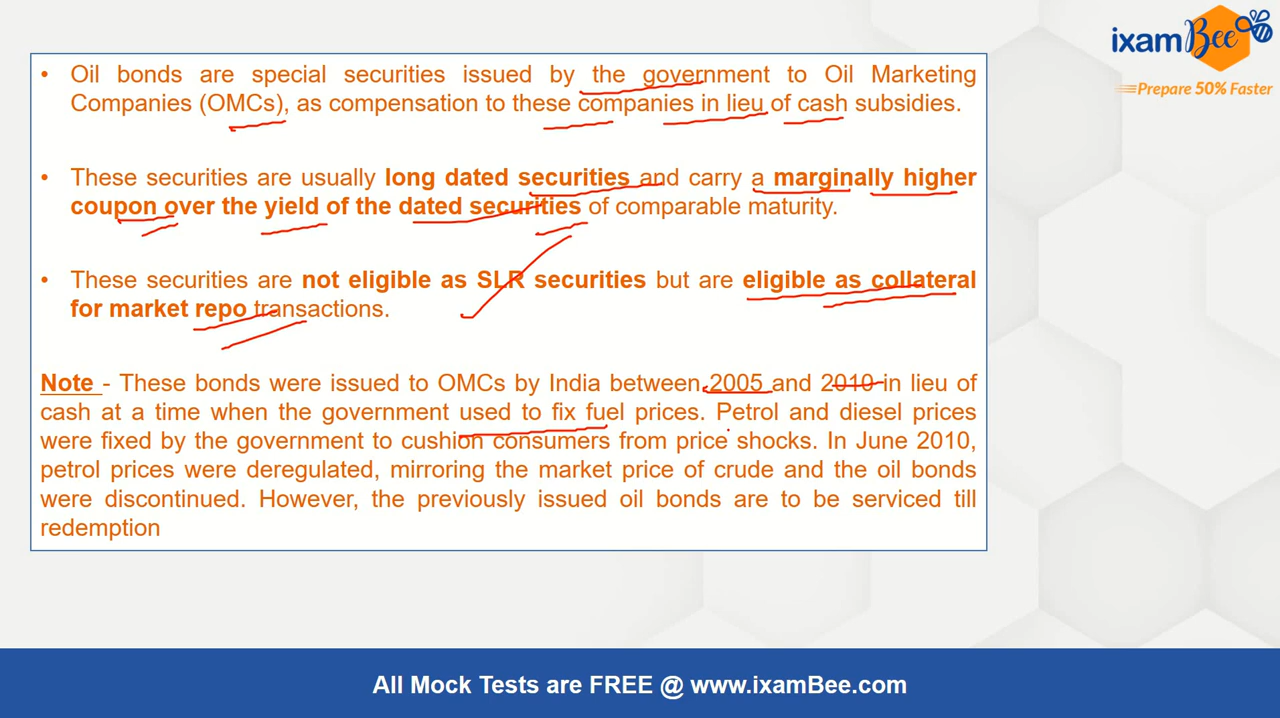 ixamBee
Prepare 50% Faster
• Oil bonds are special securities issued by the government to Oil Marketing
Companies (OMCs), as compensation to these companies in lieu of cash subsidies.
• These securities are usually long dated securities and carry a marginally higher
coupon over the yield of the dated securities of comparable maturity.
• These securities are not eligible as SLR securities but are eligible as collateral
for market repo transactions.
Note - These bonds were issued to OMCs by India between 2005 and 2010 in lieu of
cash at a time when the government used to fix fuel prices. Petrol and diesel prices
were fixed by the government to cushion consumers from price shocks. In June 2010,
petrol prices were deregulated, mirroring the market price of crude and the oil bonds
were discontinued. However, the previously issued oil bonds are to be serviced till
redemption
All Mock Tests are FREE @ www.ixamBee.com